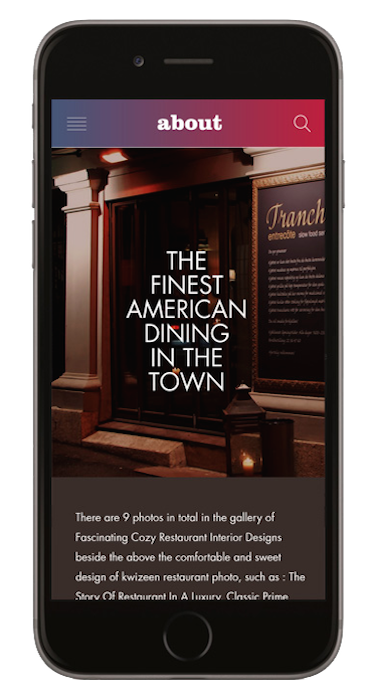 about
THE
FINEST
AMERICAN
DINING
IN THE
TOWN
Tranch
entrecôte slow food
There are 9 photos in total in the gallery of
Fascinating Cozy Restaurant Interior Designs
beside the above the comfortable and sweet
design of kwizeen restaurant photo, such as : The
Story Of Restaurant In A Luxury, Classic Prime